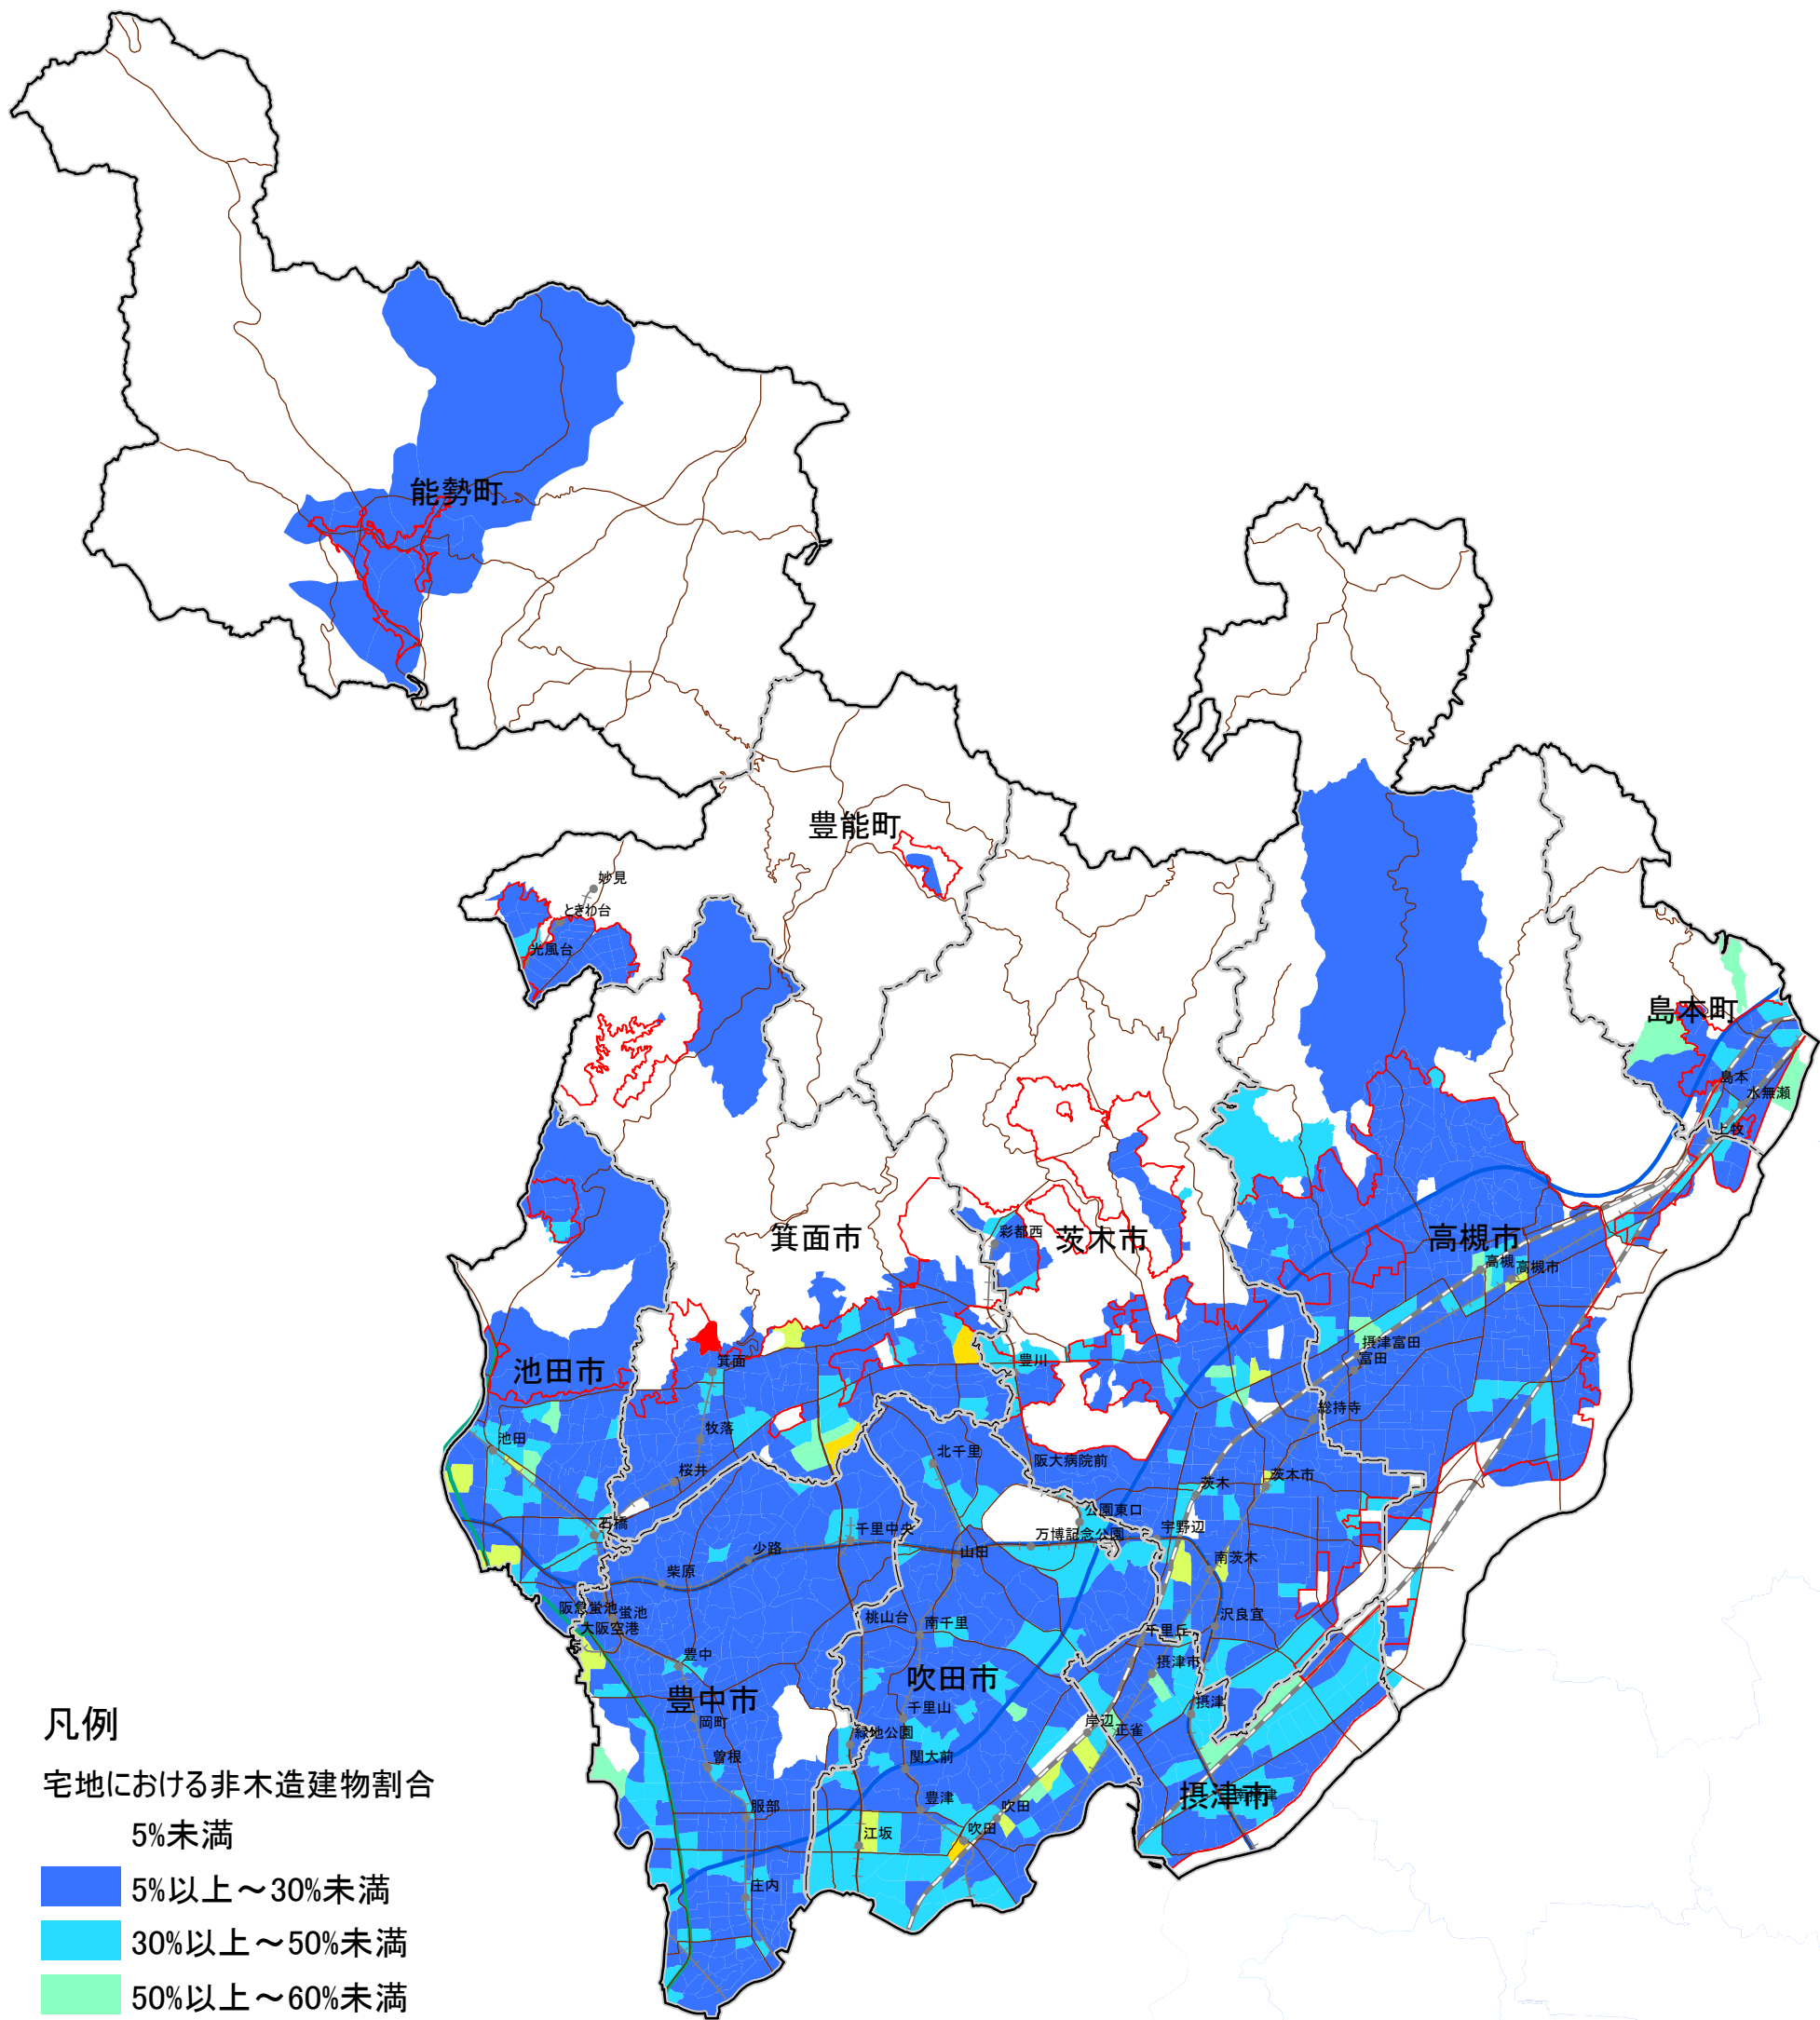 能勢町
豊能町
妙見
ときわ台
光風台
島本町
島本
水無瀬
上牧
箕面市
彩都西
茨木市
高槻市
高槻
高槻市
池田市
箕面
豊川
摂津富田
富田
総持寺
牧落
池田
北千里
桜井
阪大病院前
茨木
茨木市
公園東口
石橋
千里中央
万博記念公園
宇野辺
少路
山田
南茨木
柴原
阪急蛍池
蛍池
大阪空港
桃山台
南千里
沢良宜
千里丘
豊中
摂津市
吹田市
豊中市
千里山
摂津
岡町
緑地公園
岸辺
正雀
曽根
関大前
摂津市
南摂津
服部
豊津
吹田
江坂
吹田
庄内
凡例
宅地における非木造建物割合
5%未満
5%以上～30%未満
30%以上～50%未満
50%以上～60%未満